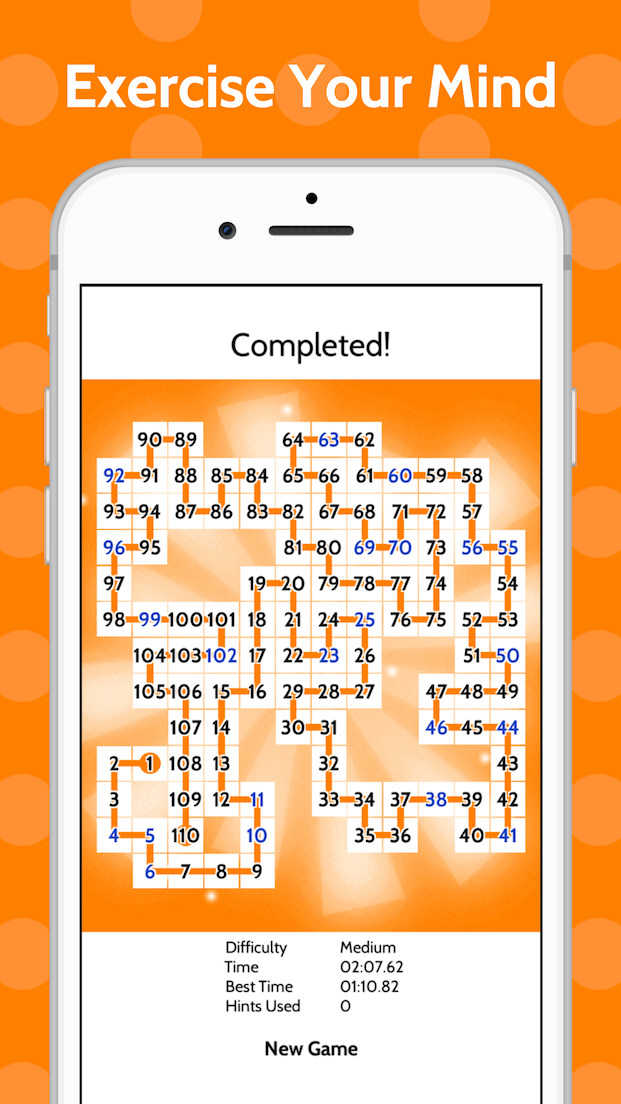 Exercise Your Mind
Completed!
90 89 64 63 62
92 91 88 85 84 65 66 61 60 59 58
93 94 87 86 83 82 67 68 71 72 57
96 95 81 80 69 70 73 56 55
97 19 20 79 78 77 74 54
98 99 100 101 18 21 24 25 76 75 52 53
104 103 102 17 22 23 26 51 50
105 106 15 16 29 28 27 47 48 49
107 14 30 31 46 45 44
2 1 108 13 32 43
3 109 12 11 33 34 37 38 39 42
4 5 110 10 35 36 40 41
6 7 8 9
Difficulty Medium
Time 02:07.62
Best Time 01:10.82
Hints Used 0
New Game